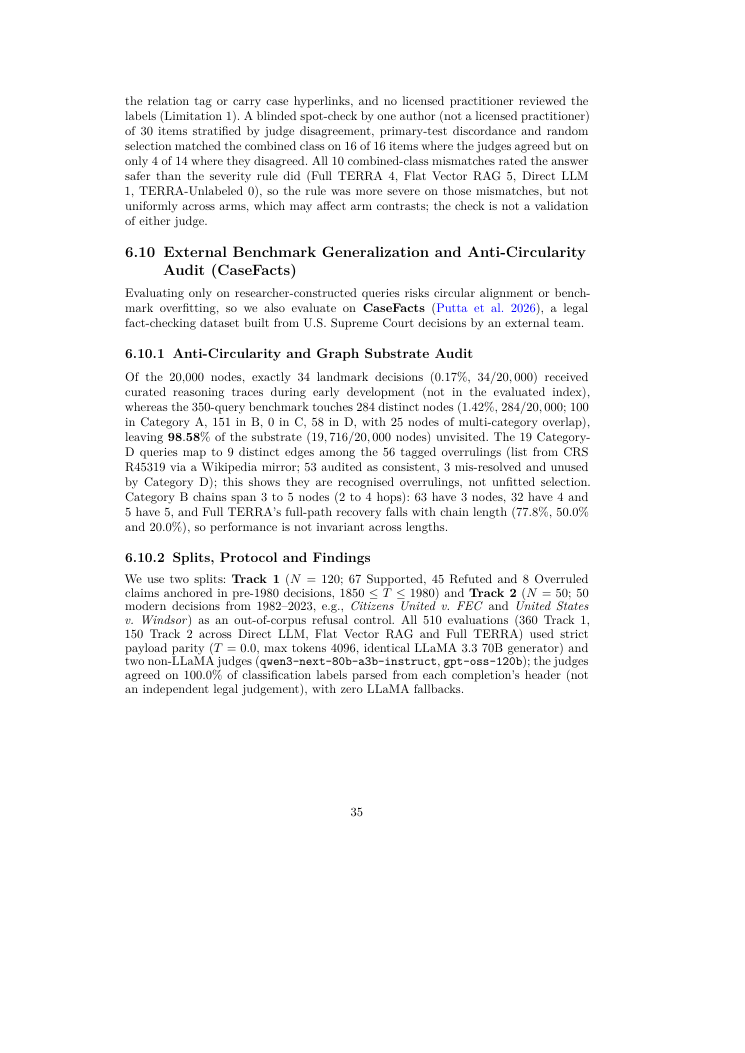 the relation tag or carry case hyperlinks, and no licensed practitioner reviewed the
labels (Limitation 1). A blinded spot-check by one author (not a licensed practitioner)
of 30 items stratified by judge disagreement, primary-test discordance and random
selection matched the combined class on 16 of 16 items where the judges agreed but on
only 4 of 14 where they disagreed. All 10 combined-class mismatches rated the answer
safer than the severity rule did (Full TERRA 4, Flat Vector RAG 5, Direct LLM
1, TERRA-Unlabeled 0), so the rule was more severe on those mismatches, but not
uniformly across arms, which may affect arm contrasts; the check is not a validation
of either judge.
6.10 External Benchmark Generalization and Anti-Circularity
Audit (CaseFacts)
Evaluating only on researcher-constructed queries risks circular alignment or bench-
mark overfitting, so we also evaluate on CaseFacts (Putta et al. 2026), a legal
fact-checking dataset built from U.S. Supreme Court decisions by an external team.
6.10.1 Anti-Circularity and Graph Substrate Audit
Of the 20,000 nodes, exactly 34 landmark decisions (0.17%, 34/20,000) received
curated reasoning traces during early development (not in the evaluated index),
whereas the 350-query benchmark touches 284 distinct nodes (1.42%, 284/20,000; 100
in Category A, 151 in B, 0 in C, 58 in D, with 25 nodes of multi-category overlap),
leaving 98.58% of the substrate (19,716/20,000 nodes) unvisited. The 19 Category-
D queries map to 9 distinct edges among the 56 tagged overrulings (list from CRS
R45319 via a Wikipedia mirror; 53 audited as consistent, 3 mis-resolved and unused
by Category D); this shows they are recognised overrulings, not unfitted selection.
Category B chains span 3 to 5 nodes (2 to 4 hops): 63 have 3 nodes, 32 have 4 and
5 have 5, and Full TERRA's full-path recovery falls with chain length (77.8%, 50.0%
and 20.0%), so performance is not invariant across lengths.
6.10.2 Splits, Protocol and Findings
We use two splits: Track 1 (N = 120; 67 Supported, 45 Refuted and 8 Overruled
claims anchored in pre-1980 decisions, 1850 ≤ T ≤ 1980) and Track 2 (N = 50; 50
modern decisions from 1982–2023, e.g., Citizens United v. FEC and United States
v. Windsor) as an out-of-corpus refusal control. All 510 evaluations (360 Track 1,
150 Track 2 across Direct LLM, Flat Vector RAG and Full TERRA) used strict
payload parity (T = 0.0, max tokens 4096, identical LLaMA 3.3 70B generator) and
two non-LLaMA judges (qwen3-next-80b-a3b-instruct, gpt-oss-120b); the judges
agreed on 100.0% of classification labels parsed from each completion's header (not
an independent legal judgement), with zero LLaMA fallbacks.
35